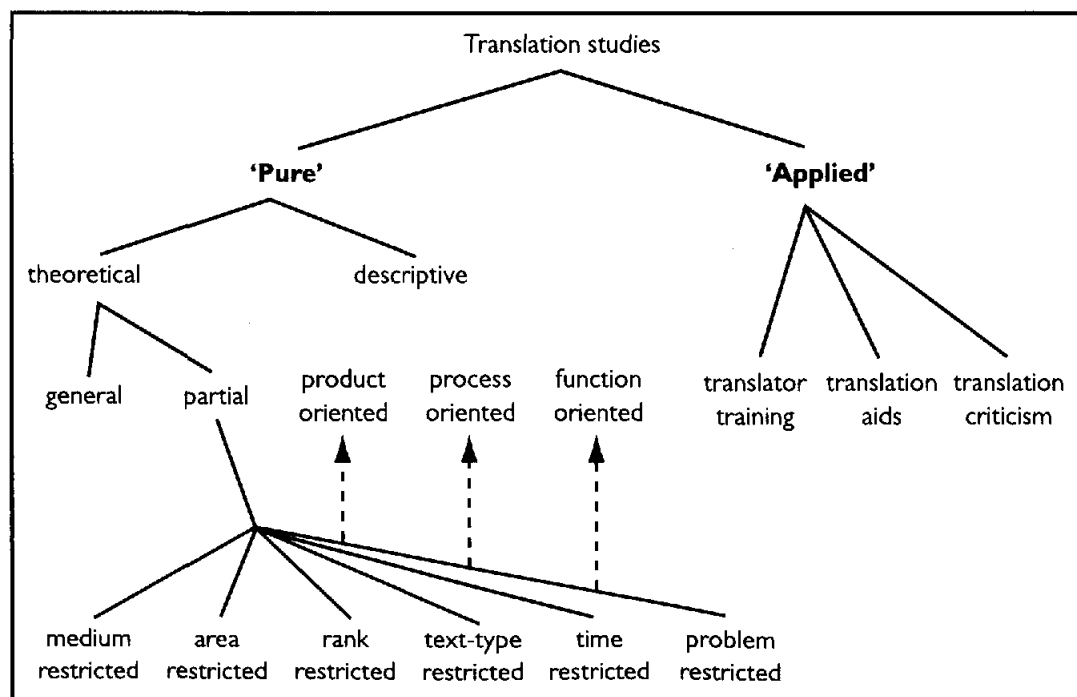 Translation studies
'Pure'
'Applied'
theoretical
descriptive
general
partial
product
oriented
process
oriented
function
oriented
translator
training
translation
aids
translation
criticism
medium
restricted
area
restricted
rank
restricted
text-type
restricted
time
restricted
problem
restricted